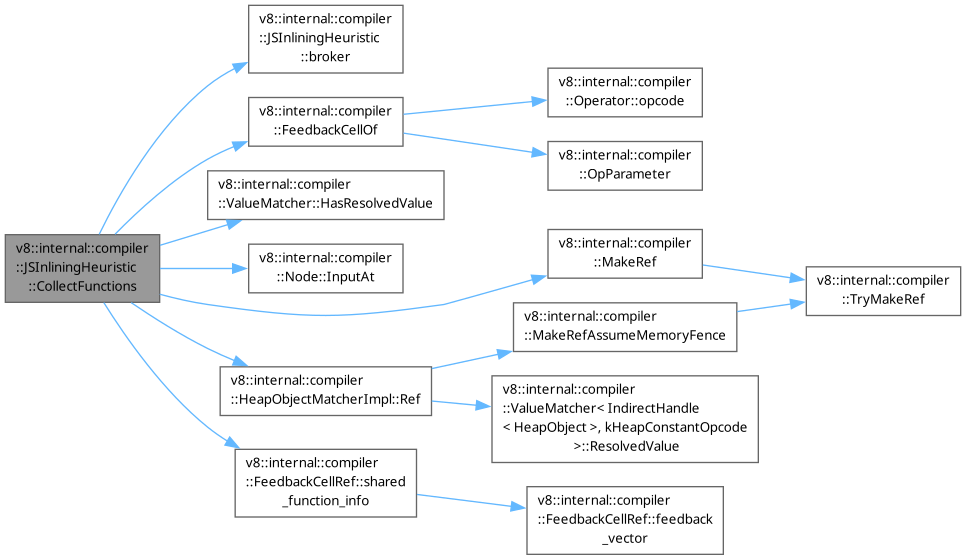 v8::internal::compiler
::JSInliningHeuristic
::CollectFunctions
v8::internal::compiler
::JSInliningHeuristic
::broker
v8::internal::compiler
::FeedbackCellOf
v8::internal::compiler
::Operator::opcode
v8::internal::compiler
::OpParameter
v8::internal::compiler
::ValueMatcher::HasResolvedValue
v8::internal::compiler
::Node::InputAt
v8::internal::compiler
::MakeRef
v8::internal::compiler
::TryMakeRef
v8::internal::compiler
::HeapObjectMatcherImpl::Ref
v8::internal::compiler
::MakeRefAssumeMemoryFence
v8::internal::compiler
::ValueMatcher< IndirectHandle
< HeapObject >, kHeapConstantOpcode
>::ResolvedValue
v8::internal::compiler
::FeedbackCellRef::shared
_function_info
v8::internal::compiler
::FeedbackCellRef::feedback
_vector